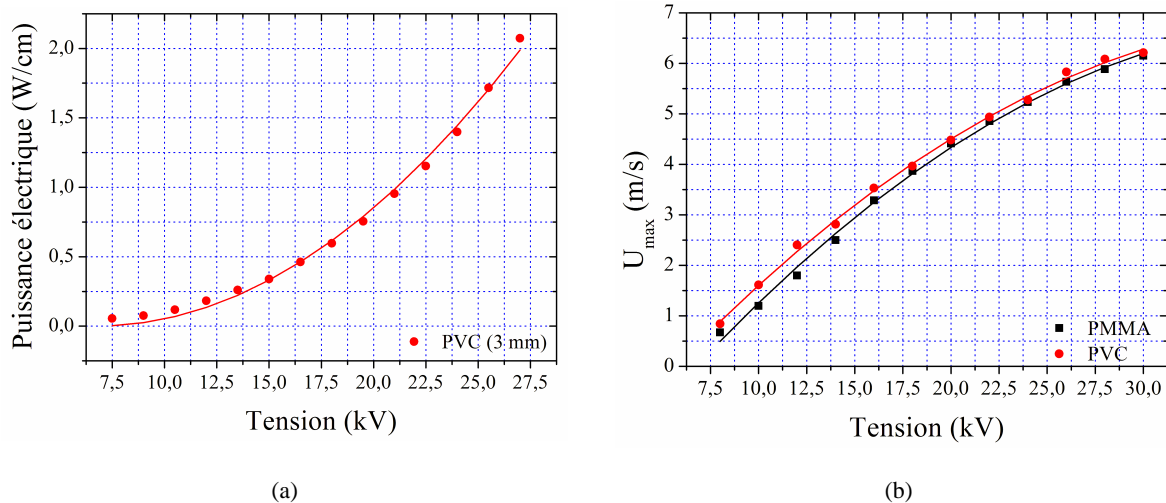 Puissance électrique (W/cm)
2,0
1,5
1,0
0,5
0,0
PVC (3 mm)
7,5 10,0 12,5 15,0 17,5 20,0 22,5 25,0 27,5
Tension (kV)
(a)
U_max (m/s)
7
6
5
4
3
2
1
0
PMMA
PVC
7,5 10,0 12,5 15,0 17,5 20,0 22,5 25,0 27,5 30,0
Tension (kV)
(b)